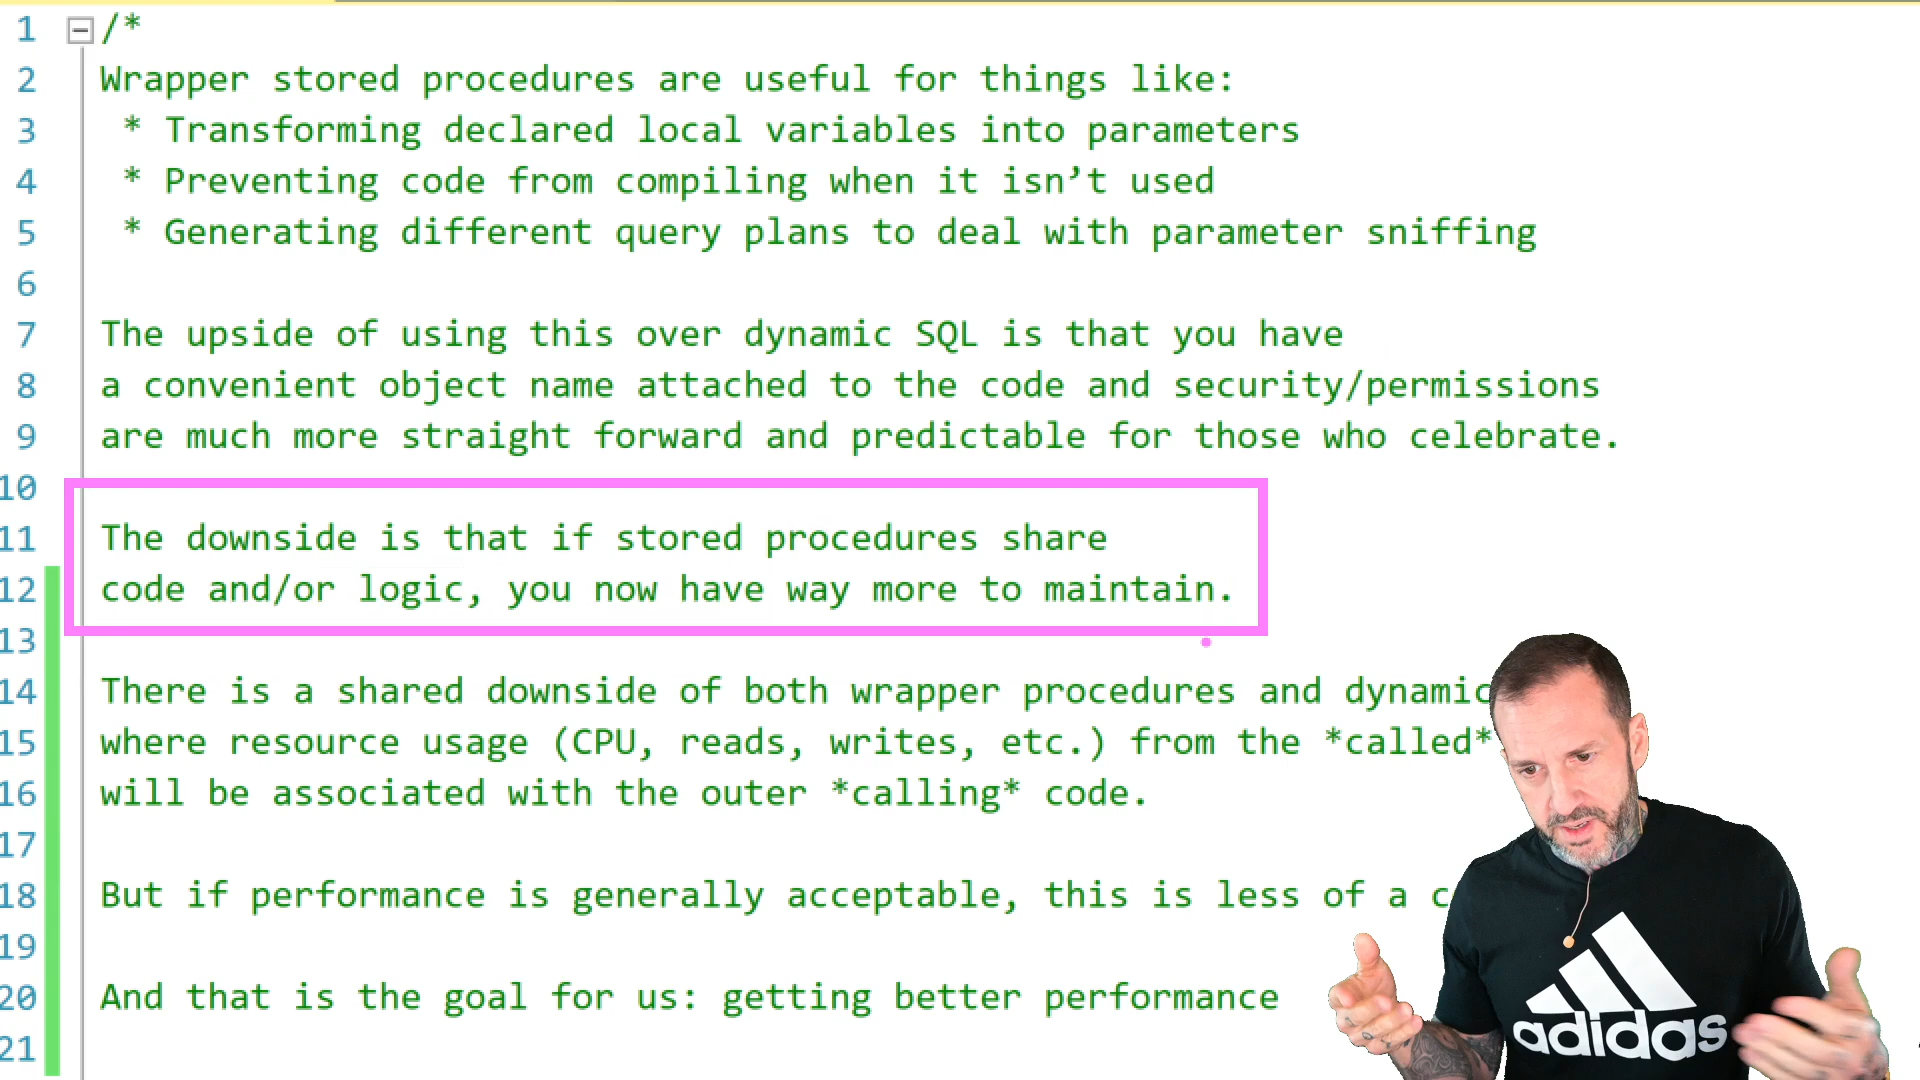 1 /*
2 Wrapper stored procedures are useful for things like:
3 * Transforming declared local variables into parameters
4 * Preventing code from compiling when it isn’t used
5 * Generating different query plans to deal with parameter sniffing
6
7 The upside of using this over dynamic SQL is that you have
8 a convenient object name attached to the code and security/permissions
9 are much more straight forward and predictable for those who celebrate.
10
11 The downside is that if stored procedures share
12 code and/or logic, you now have way more to maintain.
13
14 There is a shared downside of both wrapper procedures and dynamic
15 where resource usage (CPU, reads, writes, etc.) from the *called*
16 will be associated with the outer *calling* code.
17
18 But if performance is generally acceptable, this is less of a
19
20 And that is the goal for us: getting better performance
21
adidas